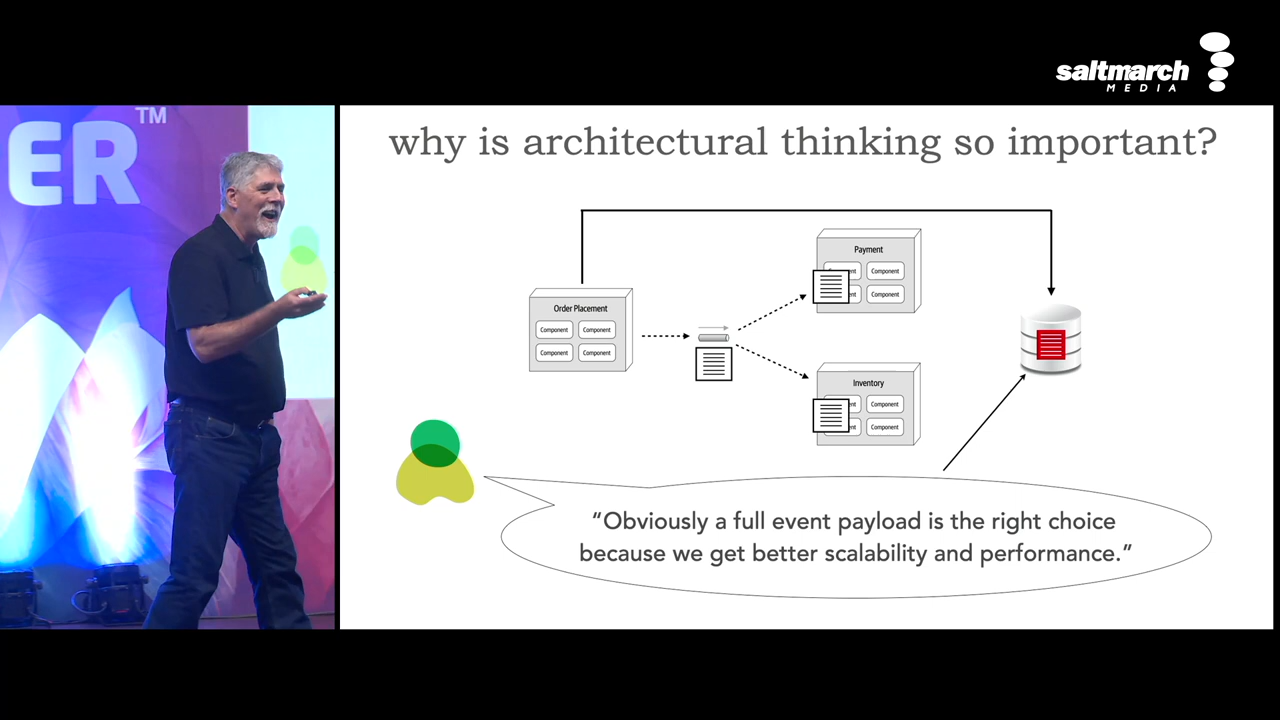 saltmarch
MEDIA
ER™
why is architectural thinking so important?
Payment
Component
Component
Order Placement
Component Component
Component Component
Inventory
Component
Component
“Obviously a full event payload is the right choice
because we get better scalability and performance.”